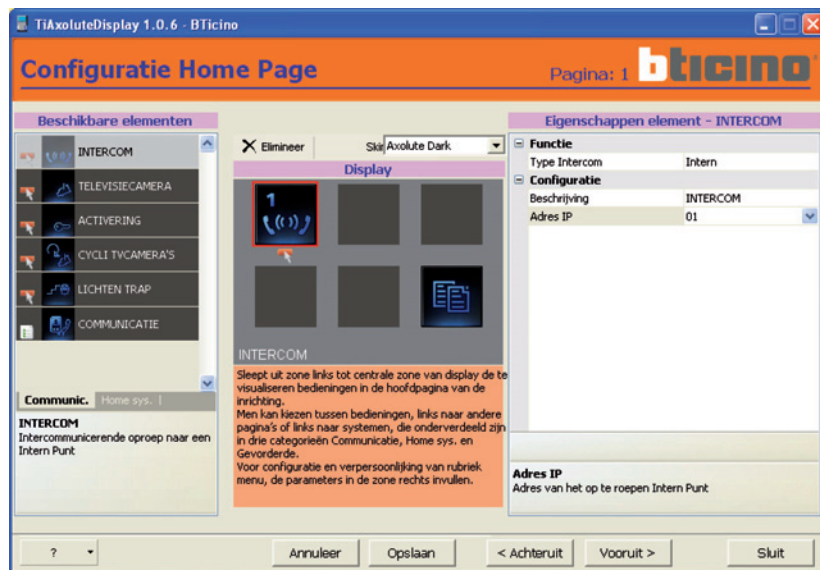 TiAxoluteDisplay 1.0.6 - BTicino
Configuratie Home Page
Pagina: 1
bticino
Beschikbare elementen
INTERCOM
TELEVISIECAMERA
ACTIVERING
CYCLI TVCAMERA'S
LICHTEN TRAP
COMMUNICATIE
Communic.
Home sys.
INTERCOM
Intercommunicerende oproep naar een
Intern Punt
Elimineer
Skin
Axolute Dark
Display
1
INTERCOM
Sleept uit zone links tot centrale zone van display de te
visualiseren bedieningen in de hoofdpagina van de
inrichting.
Men kan kiezen tussen bedieningen, links naar andere
pagina's of links naar systemen, die onderverdeeld zijn
in drie categorieën Communicatie, Home sys. en
Gevorderde.
Voor configuratie en verpersoonlijking van rubriek
menu, de parameters in de zone rechts invullen.
Eigenschappen element - INTERCOM
Functie
Type Intercom Intern
Configuratie
Beschrijving INTERCOM
Adres IP 01
Adres IP
Adres van het op te roepen Intern Punt
?
Annuleer
Opslaan
< Achteruit
Vooruit >
Sluit